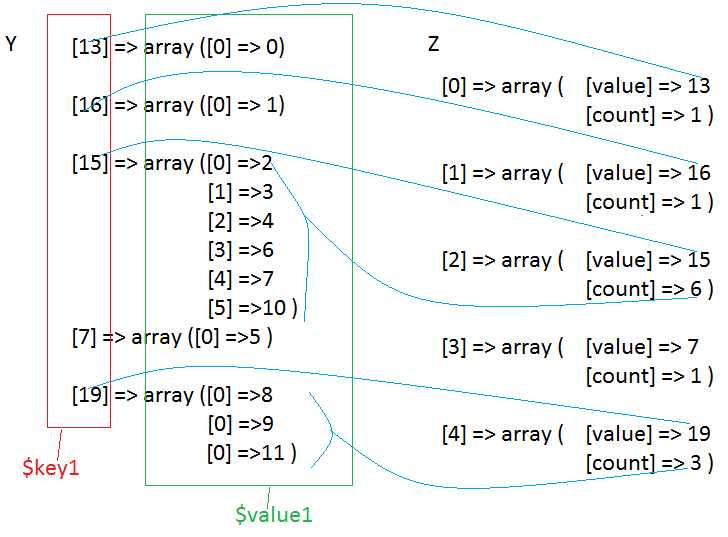 Y
[13] => array ([0] => 0)
[16] => array ([0] => 1)
[15] => array ([0] =>2
[1] =>3
[2] =>4
[3] =>6
[4] =>7
[5] =>10 )
[7] => array ([0] =>5 )
[19] => array ([0] =>8
[0] =>9
[0] =>11 )
$key1
$value1
Z
[0] => array ( [value] => 13
[count] => 1 )
[1] => array ( [value] => 16
[count] => 1 )
[2] => array ( [value] => 15
[count] => 6 )
[3] => array ( [value] => 7
[count] => 1 )
[4] => array ( [value] => 19
[count] => 3 )